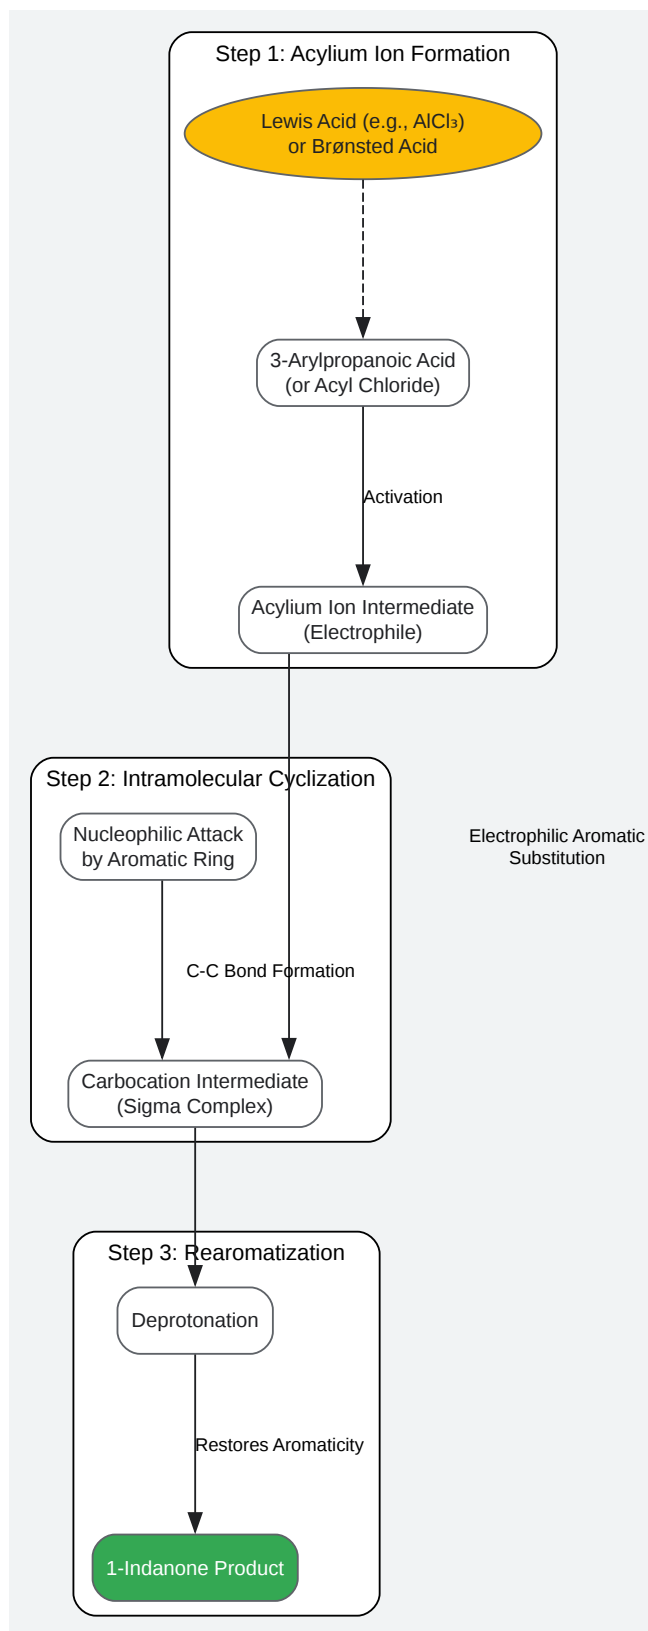 Step 1: Acylium Ion Formation
Lewis Acid (e.g., AlCl₃)
or Brønsted Acid
3-Arylpropanoic Acid
(or Acyl Chloride)
Activation
Acylium Ion Intermediate
(Electrophile)
Step 2: Intramolecular Cyclization
Nucleophilic Attack
by Aromatic Ring
Electrophilic Aromatic
Substitution
C-C Bond Formation
Carbocation Intermediate
(Sigma Complex)
Step 3: Rearomatization
Deprotonation
Restores Aromaticity
1-Indanone Product